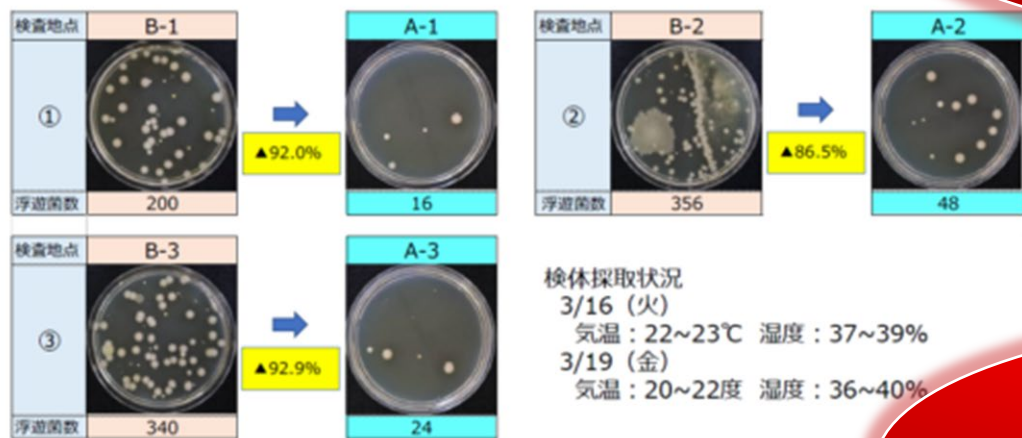 検査地点 B-1 A-1
① ▲92.0%
浮遊菌数 200 16
検査地点 B-2 A-2
② ▲86.5%
浮遊菌数 356 48
検査地点 B-3 A-3
③ ▲92.9%
浮遊菌数 340 24
検体採取状況
3/16（火）
気温：22~23℃ 湿度：37~39%
3/19（金）
気温：20~22度 湿度：36~40%